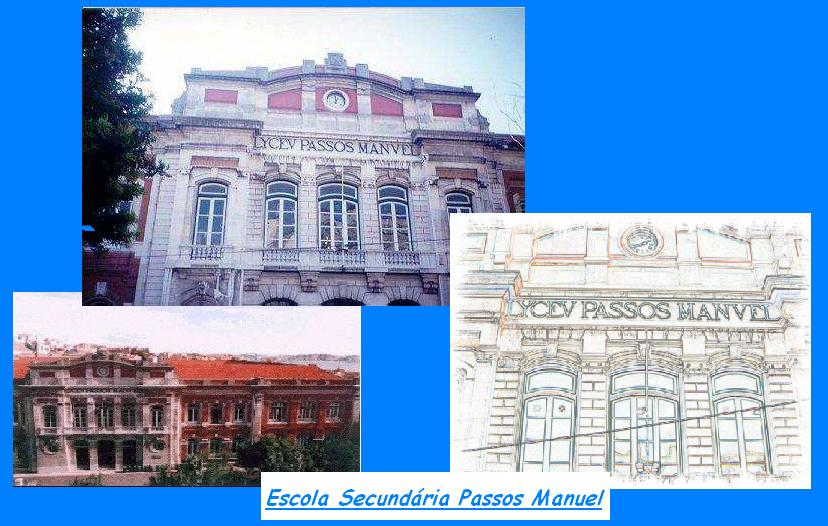 LYCEV PASSOS MANVEL
LYCEV PASSOS MANVEL
Escola Secundária Passos Manuel